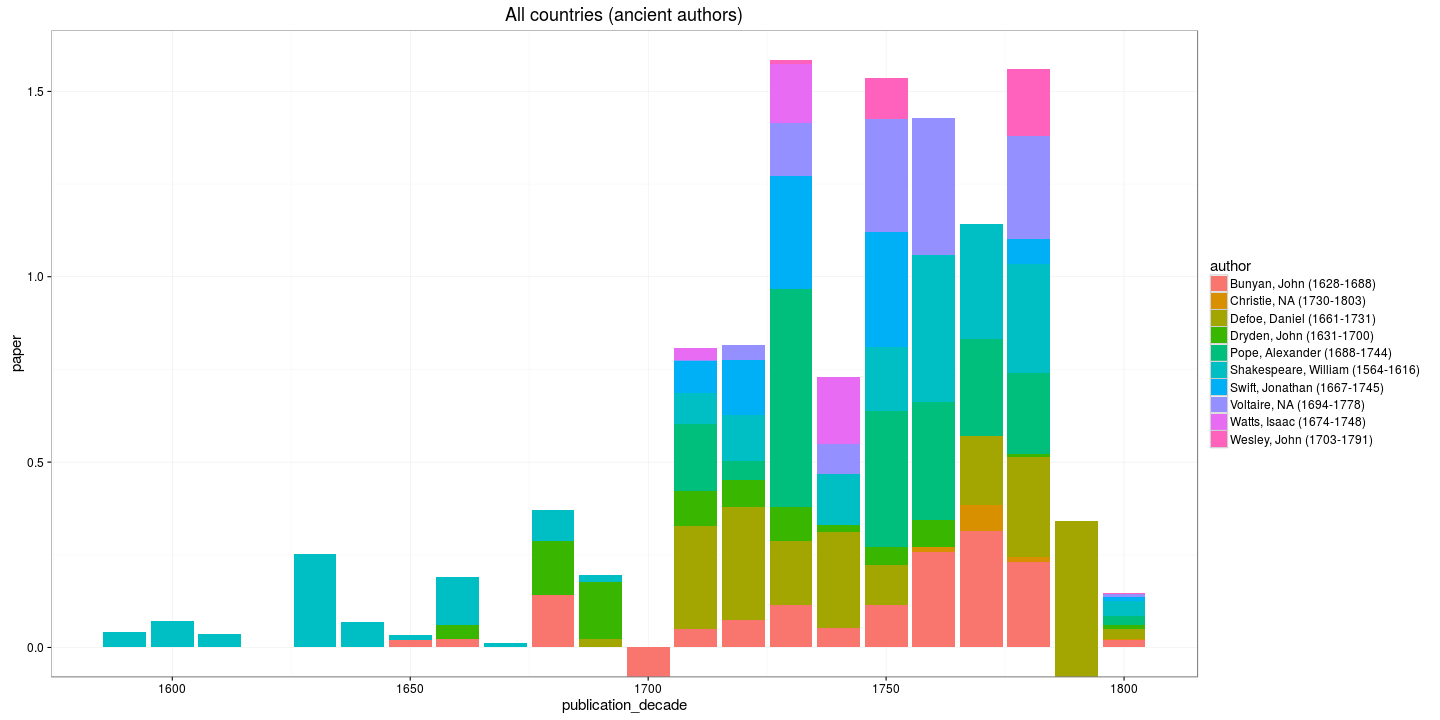 All countries (ancient authors)
paper
1.5
1.0
0.5
0.0
1600
1650
1700
1750
1800
publication_decade
author
Bunyan, John (1628-1688)
Christie, NA (1730-1803)
Defoe, Daniel (1661-1731)
Dryden, John (1631-1700)
Pope, Alexander (1688-1744)
Shakespeare, William (1564-1616)
Swift, Jonathan (1667-1745)
Voltaire, NA (1694-1778)
Watts, Isaac (1674-1748)
Wesley, John (1703-1791)